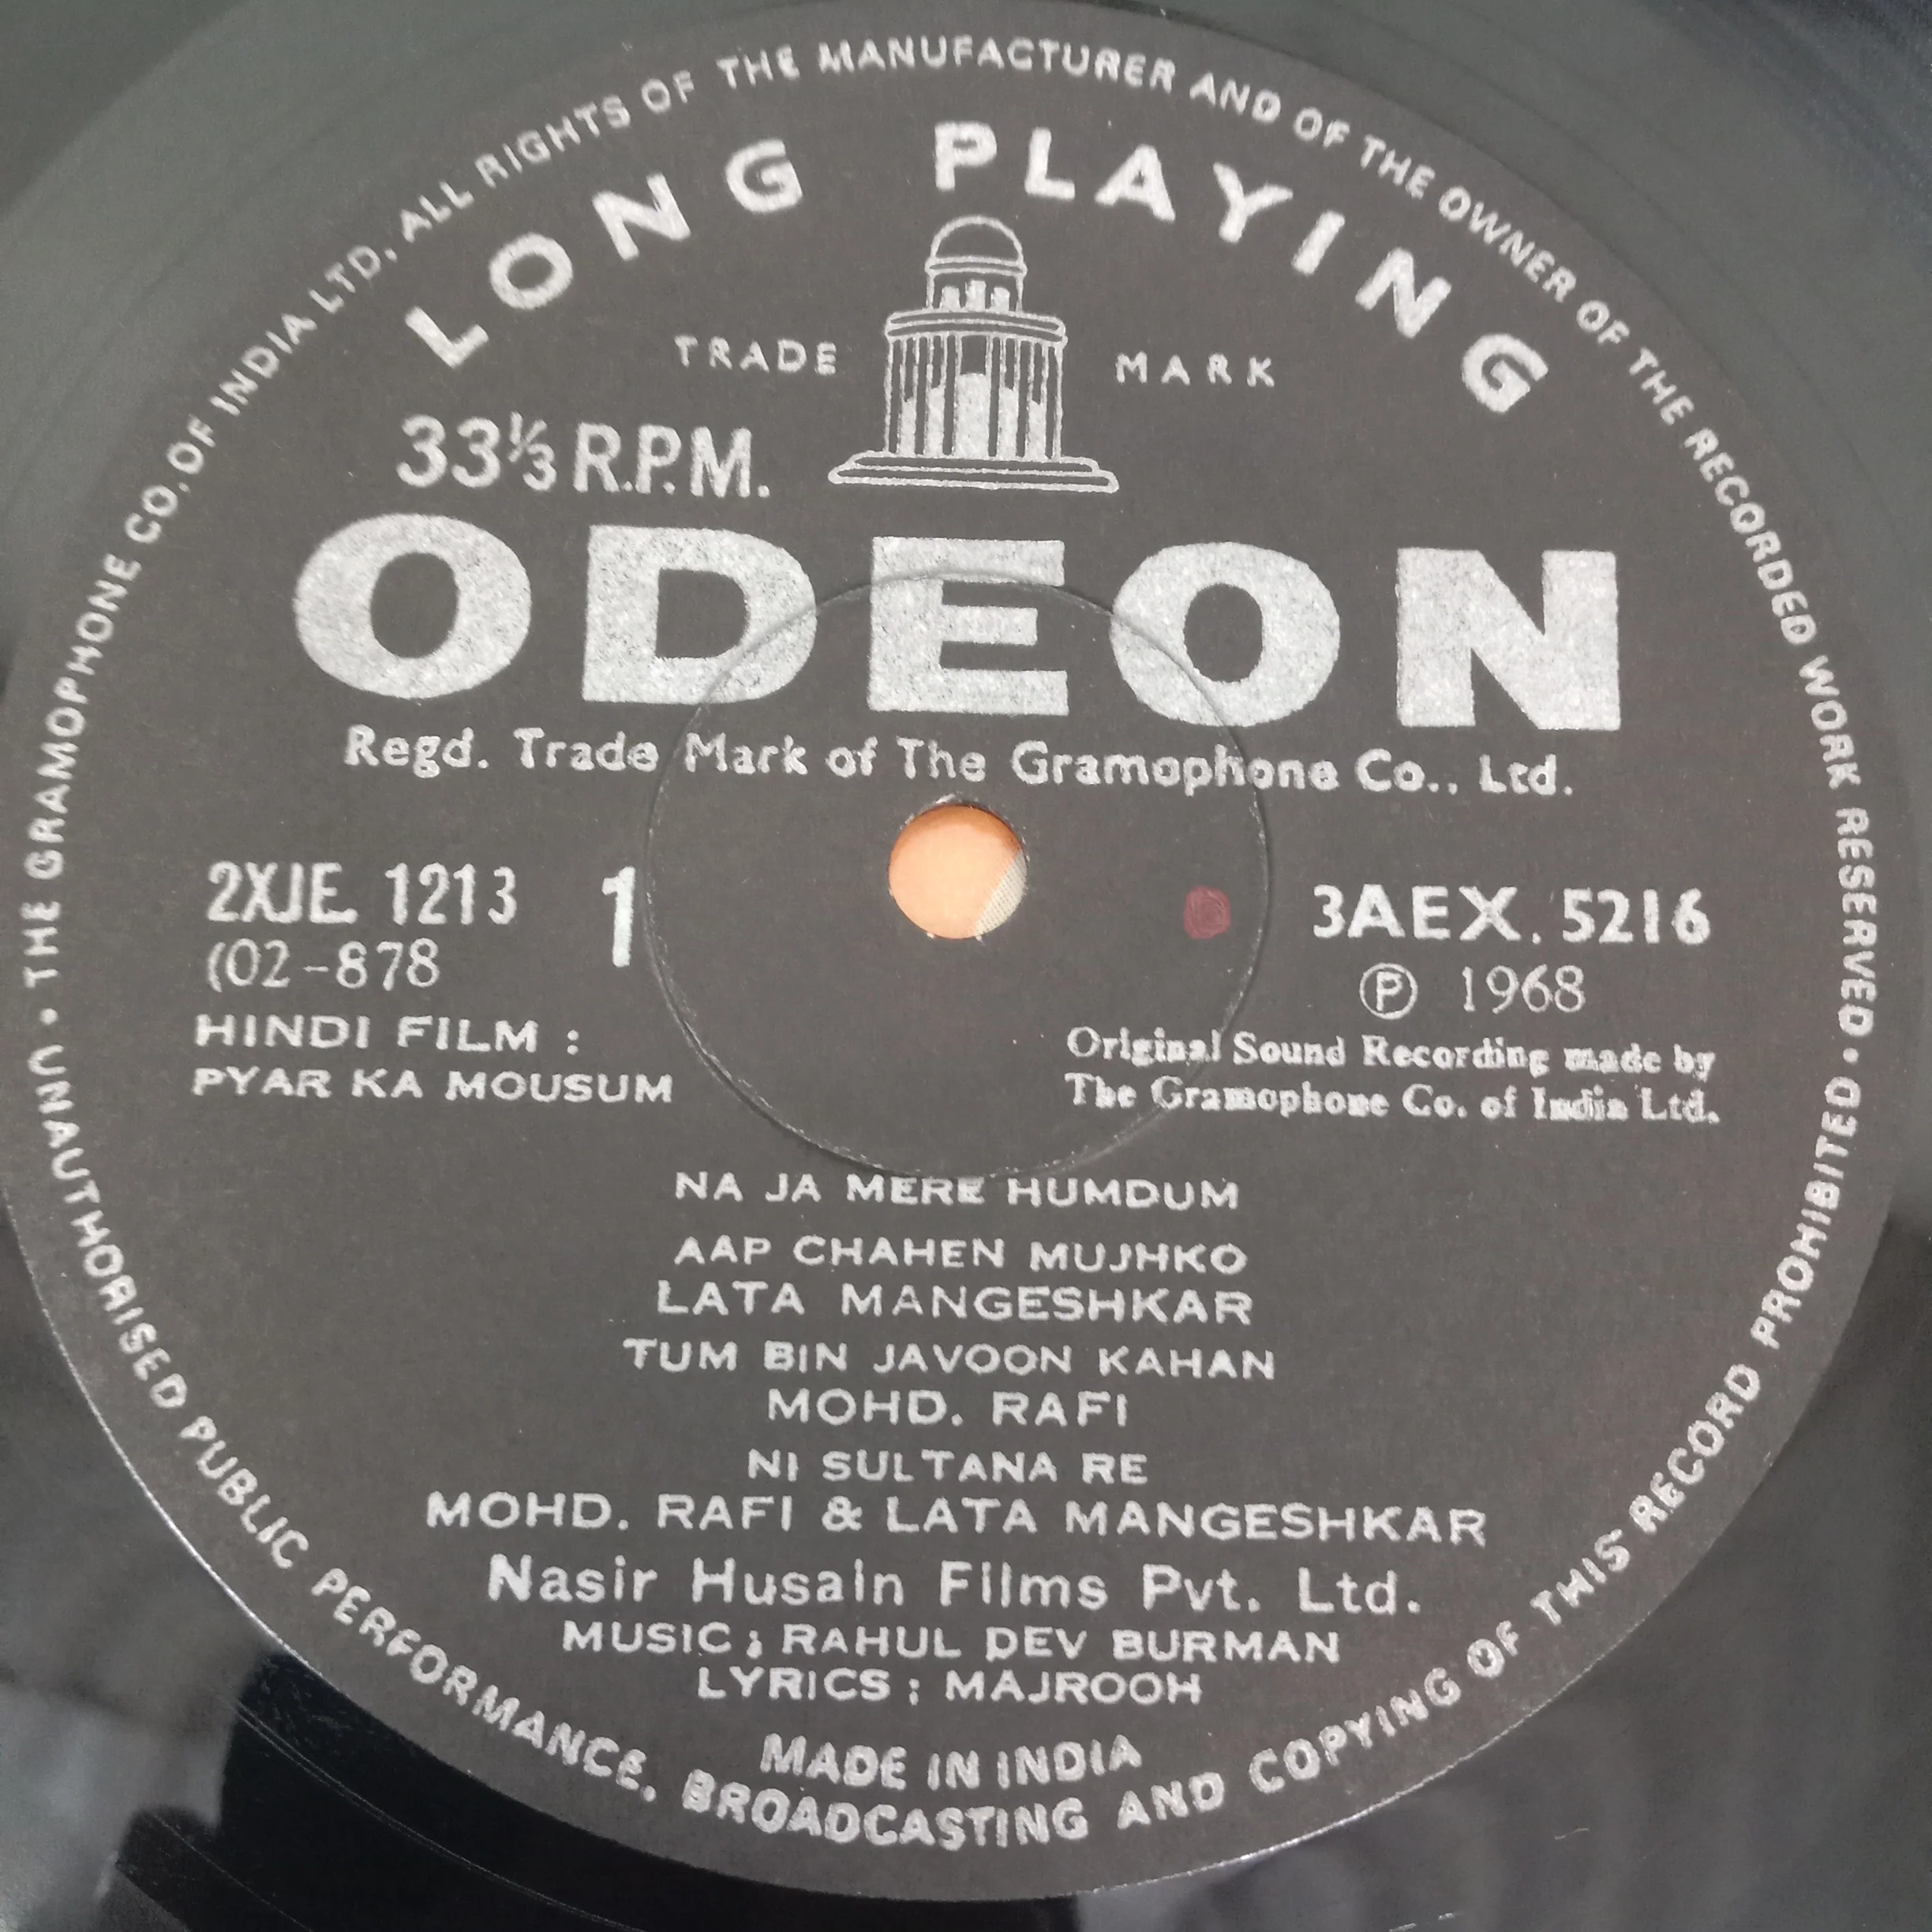 THE GRAMOPHONE CO. OF INDIA LTD. ALL RIGHTS OF THE MANUFACTURER AND OF THE OWNER OF THE RECORDED WORK RESERVED •
UNAUTHORISED PUBLIC PERFORMANCE, BROADCASTING AND COPYING OF THIS RECORD PROHIBITED •
LONG PLAYING
TRADE MARK
33⅓ R.P.M.
ODEON
Regd. Trade Mark of The Gramophone Co., Ltd.
2XJE 1213 1
(02-878
HINDI FILM :
PYAR KA MOUSUM
3AEX. 5216
Ⓟ 1968
Original Sound Recording made by
The Gramophone Co. of India Ltd.
NA JA MERE HUMDUM
AAP CHAHEN MUJHKO
LATA MANGESHKAR
TUM BIN JAVOON KAHAN
MOHD. RAFI
NI SULTANA RE
MOHD. RAFI & LATA MANGESHKAR
Nasir Husain Films Pvt. Ltd.
MUSIC ; RAHUL DEV BURMAN
LYRICS ; MAJROOH
MADE IN INDIA